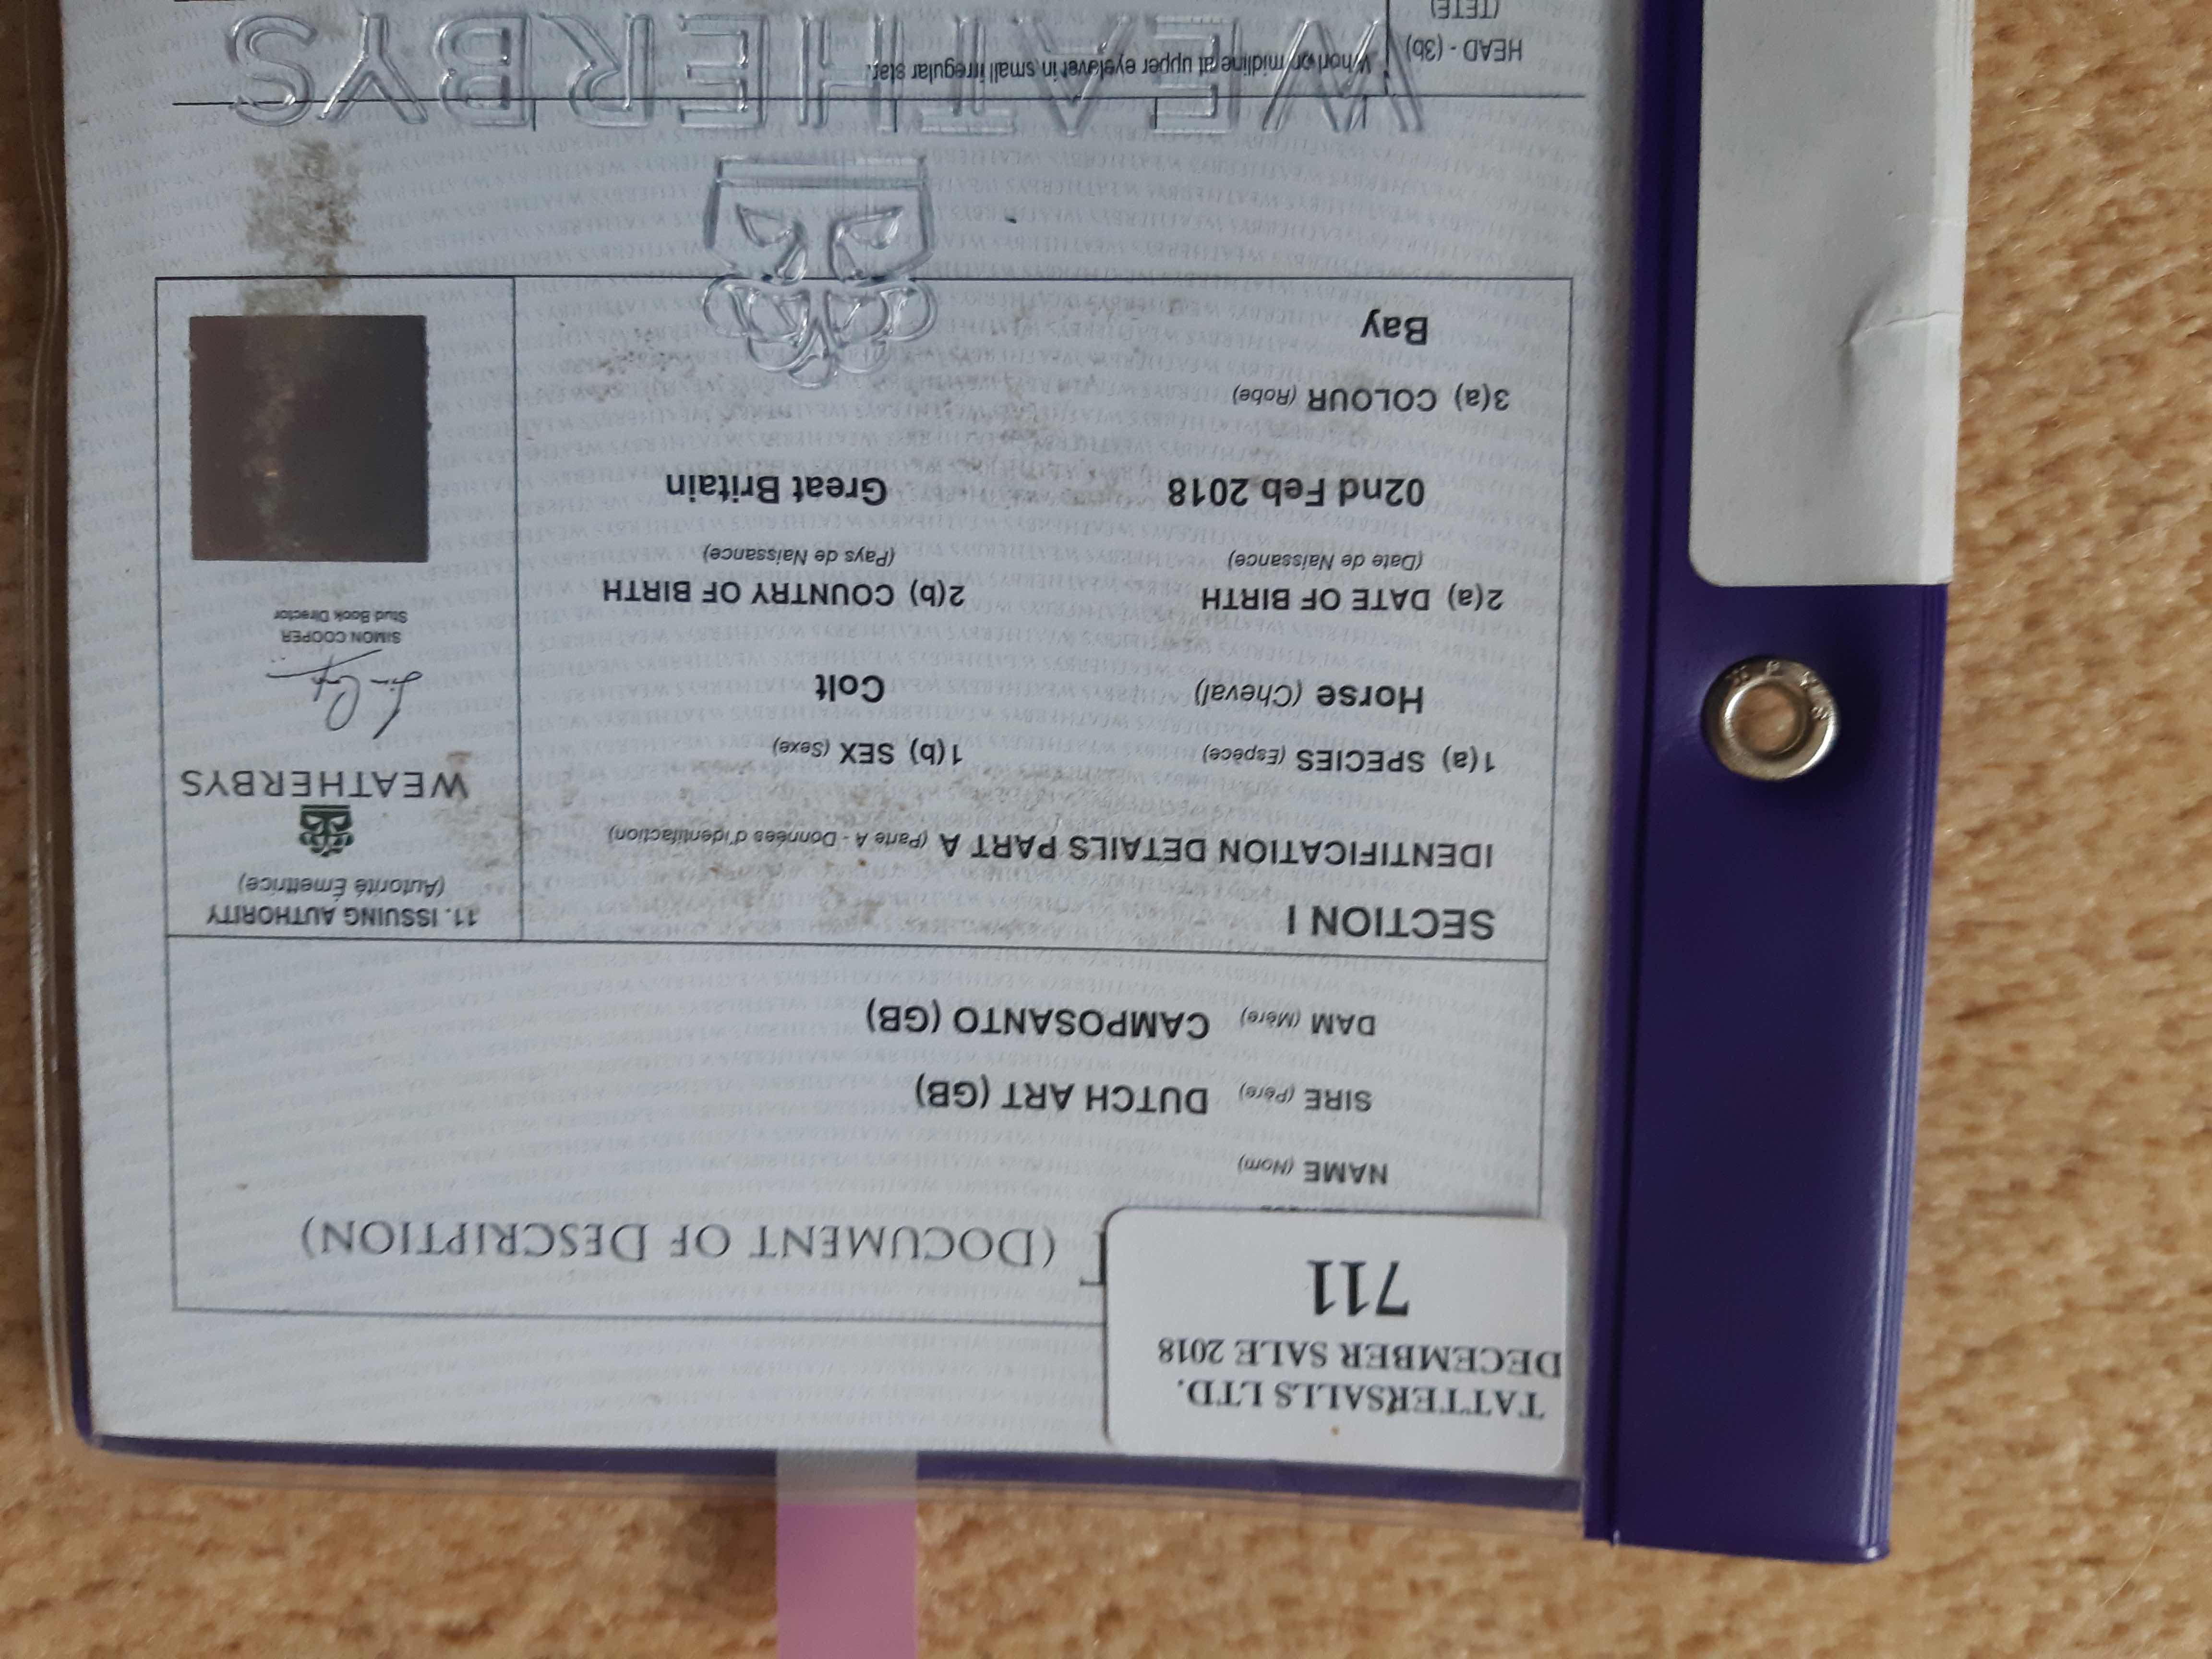 TATTERSALLS LTD.
DECEMBER SALE 2018
711
(DOCUMENT OF DESCRIPTION)
NAME (Nom)
SIRE (Père) DUTCH ART (GB)
DAM (Mère) CAMPOSANTO (GB)
SECTION I
IDENTIFICATION DETAILS PART A (Parte A - Données d'identifaction)
1(a) SPECIES (Espèce) 1(b) SEX (Sexe)
Horse (Cheval) Colt
2(a) DATE OF BIRTH 2(b) COUNTRY OF BIRTH
(Date de Naissance) (Pays de Naissance)
02nd Feb 2018 Great Britain
3(a) COLOUR (Robe)
Bay
11. ISSUING AUTHORITY
(Autorité Émettrice)
WEATHERBYS
SIMON COOPER
Stud Book Director
WEATHERBYS
HEAD - (3b) Whorl on midline at upper eyelevel in small irregular star.
(TÊTE)